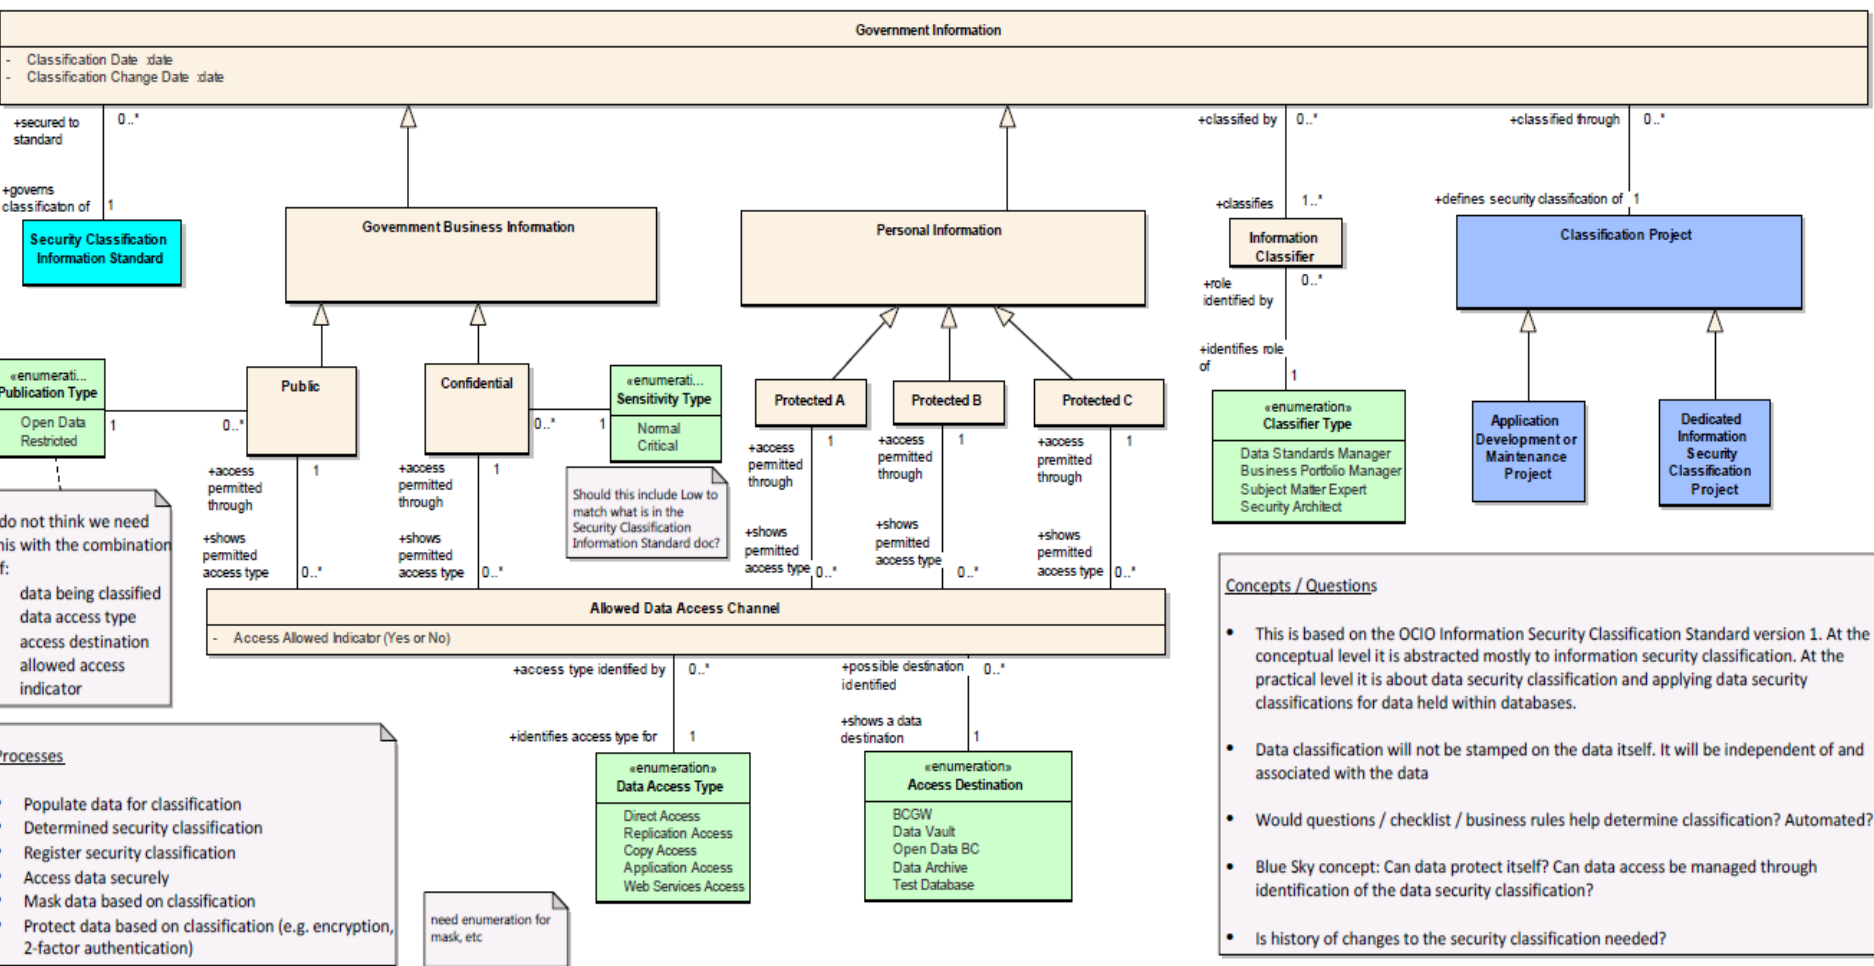 Government Information
- Classification Date :date
- Classification Change Date :date
+secured to
standard
0..*
+governs
classificaton of
1
+classified by
0..*
+classified through
0..*
+classifies
1..*
+defines security classification of
1
Security Classification
Information Standard
Government Business Information
Personal Information
Information
Classifier
Classification Project
+role
identified by
0..*
+identifies role
of
1
«enumerati...
Publication Type
Open Data
Restricted
1
0..*
Public
Confidential
0..*
1
«enumerati...
Sensitivity Type
Normal
Critical
Protected A
Protected B
Protected C
«enumeration»
Classifier Type
Data Standards Manager
Business Portfolio Manager
Subject Matter Expert
Security Architect
Application
Development or
Maintenance
Project
Dedicated
Information
Security
Classification
Project
+access
permitted
through
1
+shows
permitted
access type
0..*
+access
permitted
through
1
+shows
permitted
access type
0..*
Should this include Low to
match what is in the
Security Classification
Information Standard doc?
+access
permitted
through
1
+shows
permitted
access type
0..*
+access
permitted
through
1
+shows
permitted
access type
0..*
+access
premitted
through
1
+shows
permitted
access type
0..*
do not think we need
his with the combination
f:
data being classified
data access type
access destination
allowed access
indicator
Allowed Data Access Channel
- Access Allowed Indicator (Yes or No)
+access type identified by
0..*
+identifies access type for
1
+possible destination
identified
0..*
+shows a data
destination
1
«enumeration»
Data Access Type
Direct Access
Replication Access
Copy Access
Application Access
Web Services Access
«enumeration»
Access Destination
BCGW
Data Vault
Open Data BC
Data Archive
Test Database
Processes
Populate data for classification
Determined security classification
Register security classification
Access data securely
Mask data based on classification
Protect data based on classification (e.g. encryption,
2-factor authentication)
need enumeration for
mask, etc
Concepts / Questions
• This is based on the OCIO Information Security Classification Standard version 1. At the
conceptual level it is abstracted mostly to information security classification. At the
practical level it is about data security classification and applying data security
classifications for data held within databases.
• Data classification will not be stamped on the data itself. It will be independent of and
associated with the data
• Would questions / checklist / business rules help determine classification? Automated?
• Blue Sky concept: Can data protect itself? Can data access be managed through
identification of the data security classification?
• Is history of changes to the security classification needed?